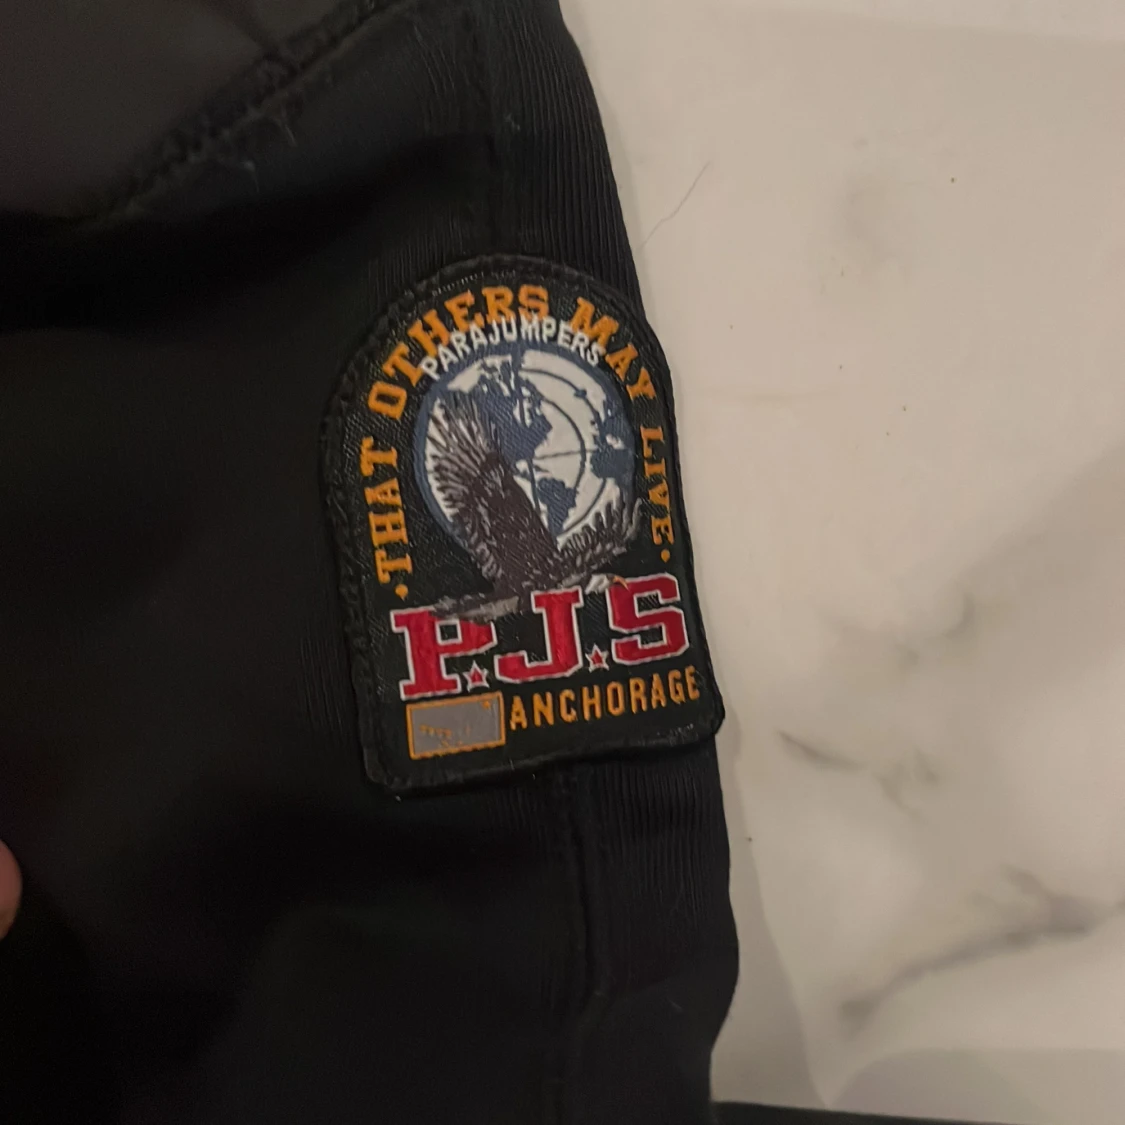 • THAT OTHERS MAY LIVE •
PARAJUMPERS
P.J.S
ANCHORAGE